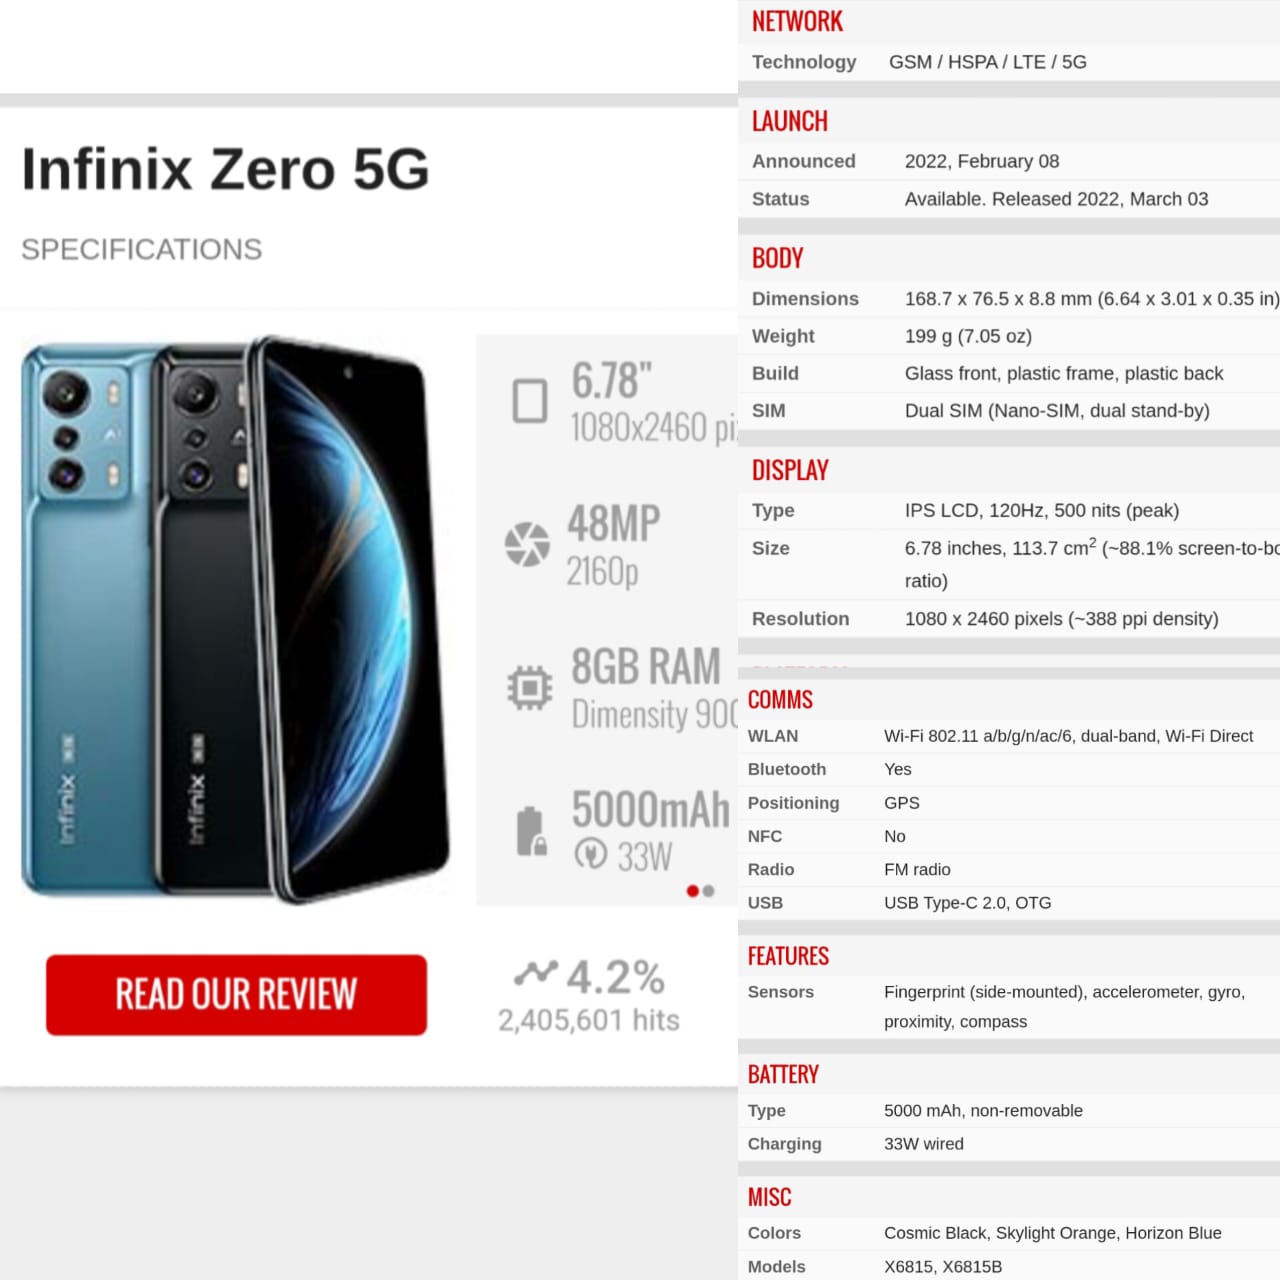 Infinix Zero 5G
SPECIFICATIONS
Infinix
Infinix
6.78"
1080x2460
48MP
2160p
8GB RAM
Dimensity
5000mAh
33W
READ OUR REVIEW
4.2%
2,405,601 hits
NETWORK
Technology GSM / HSPA / LTE / 5G
LAUNCH
Announced 2022, February 08
Status Available. Released 2022, March 03
BODY
Dimensions 168.7 x 76.5 x 8.8 mm (6.64 x 3.01 x 0.35 in)
Weight 199 g (7.05 oz)
Build Glass front, plastic frame, plastic back
SIM Dual SIM (Nano-SIM, dual stand-by)
DISPLAY
Type IPS LCD, 120Hz, 500 nits (peak)
Size 6.78 inches, 113.7 cm² (~88.1% screen-to-bo
ratio)
Resolution 1080 x 2460 pixels (~388 ppi density)
COMMS
WLAN Wi-Fi 802.11 a/b/g/n/ac/6, dual-band, Wi-Fi Direct
Bluetooth Yes
Positioning GPS
NFC No
Radio FM radio
USB USB Type-C 2.0, OTG
FEATURES
Sensors Fingerprint (side-mounted), accelerometer, gyro,
proximity, compass
BATTERY
Type 5000 mAh, non-removable
Charging 33W wired
MISC
Colors Cosmic Black, Skylight Orange, Horizon Blue
Models X6815, X6815B